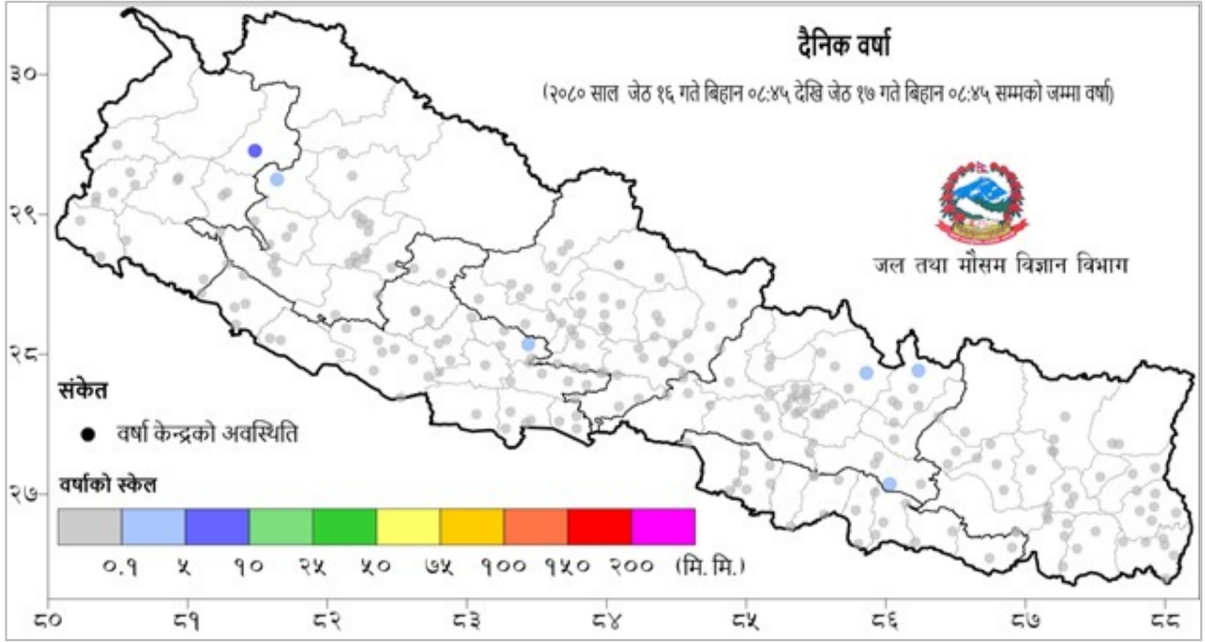 दैनिक वर्षा
(२०८० साल जेठ १६ गते बिहान ०८:४५ देखि जेठ १७ गते बिहान ०८:४५ सम्मको जम्मा वर्षा)
जल तथा मौसम विज्ञान विभाग
३०
२९
२८
२७
संकेत
वर्षा केन्द्रको अवस्थिति
वर्षाको स्केल
०.१ ५ १० २५ ५० ७५ १०० १५० २०० (मि.मि.)
८० ८१ ८२ ८३ ८४ ८५ ८६ ८७ ८८